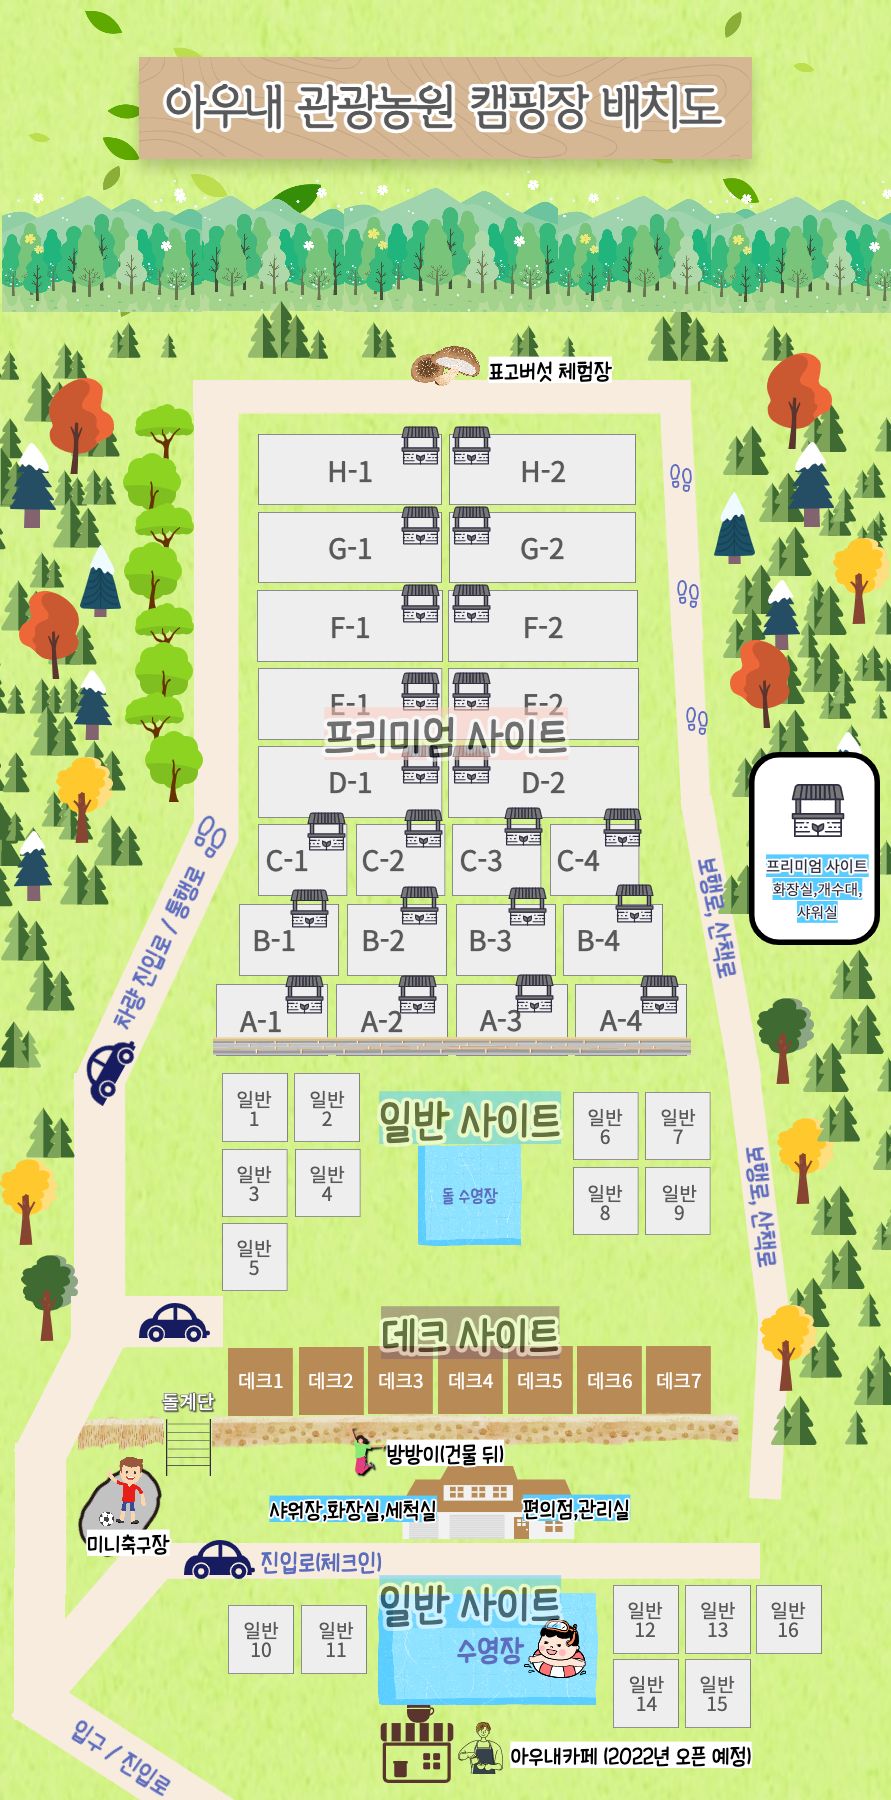 아우내 관광농원 캠핑장 배치도
표고버섯 체험장
H-1
H-2
G-1
G-2
F-1
F-2
E-1
E-2
프리미엄 사이트
D-1
D-2
C-1
C-2
C-3
C-4
B-1
B-2
B-3
B-4
A-1
A-2
A-3
A-4
차량 진입로 / 통행로
보행로, 산책로
프리미엄 사이트
화장실,개수대,
샤워실
일반 사이트
일반
1
일반
2
일반
3
일반
4
일반
5
돌 수영장
일반
6
일반
7
일반
8
일반
9
보행로, 산책로
데크 사이트
데크1
데크2
데크3
데크4
데크5
데크6
데크7
돌계단
방방이(건물 뒤)
샤워장,화장실,세척실
편의점,관리실
미니축구장
진입로(체크인)
일반 사이트
수영장
일반
10
일반
11
일반
12
일반
13
일반
16
일반
14
일반
15
입구 / 진입로
아우내카페 (2022년 오픈 예정)